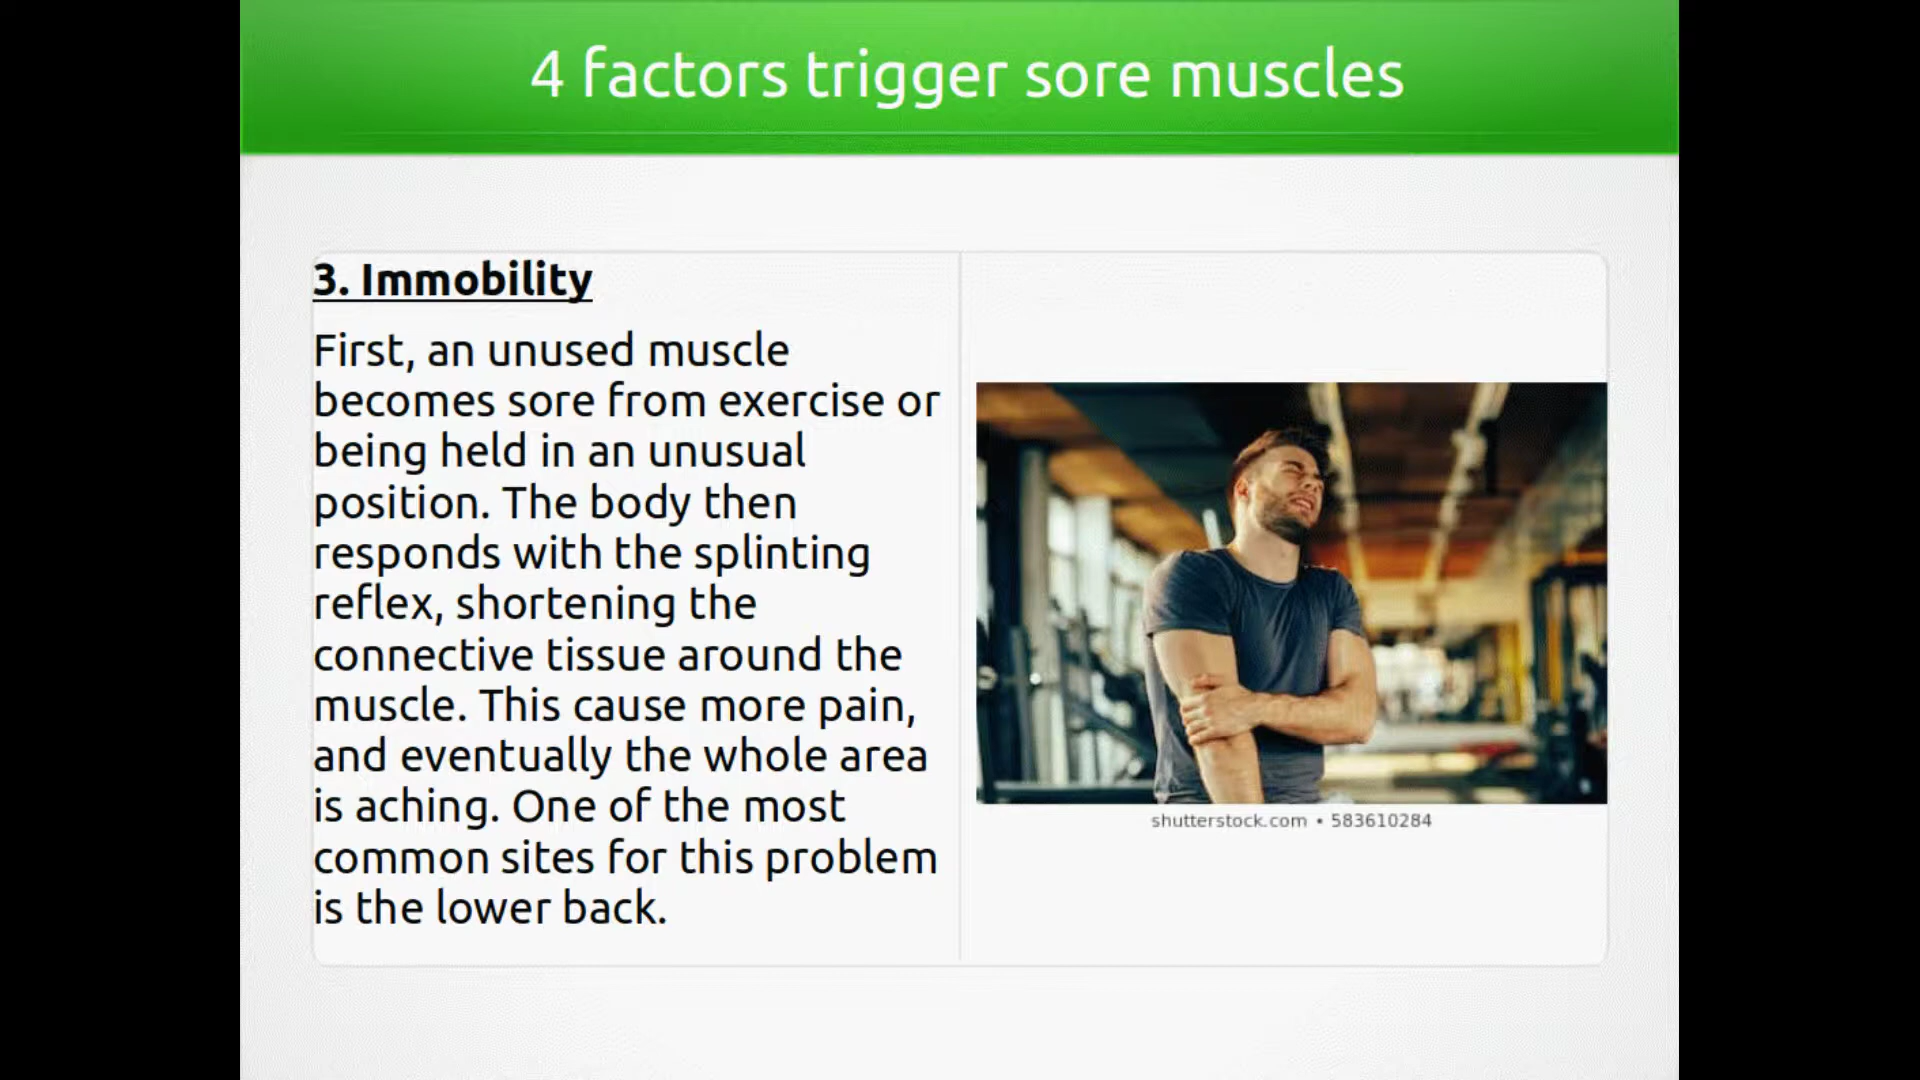 4 factors trigger sore muscles
3. Immobility
First, an unused muscle
becomes sore from exercise or
being held in an unusual
position. The body then
responds with the splinting
reflex, shortening the
connective tissue around the
muscle. This cause more pain,
and eventually the whole area
is aching. One of the most
common sites for this problem
is the lower back.
shutterstock.com • 583610284